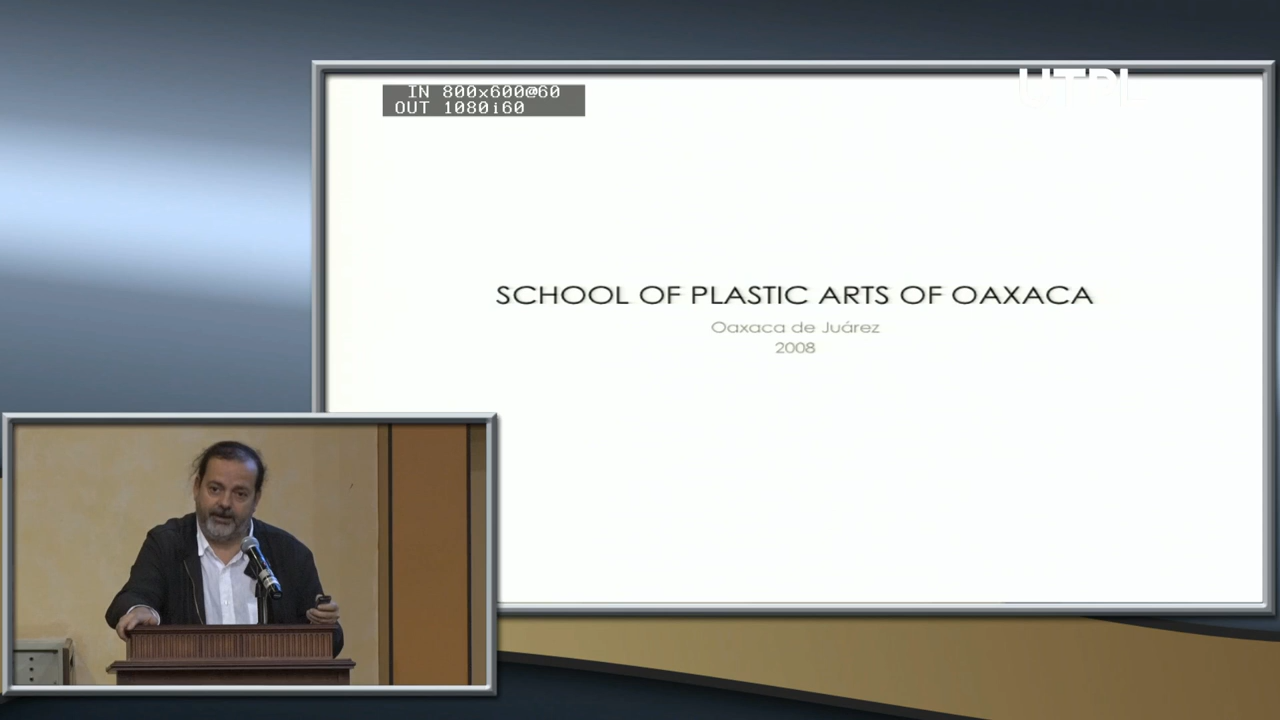 UTPL
IN 800x600@60
OUT 1080i60
SCHOOL OF PLASTIC ARTS OF OAXACA
Oaxaca de Juárez
2008